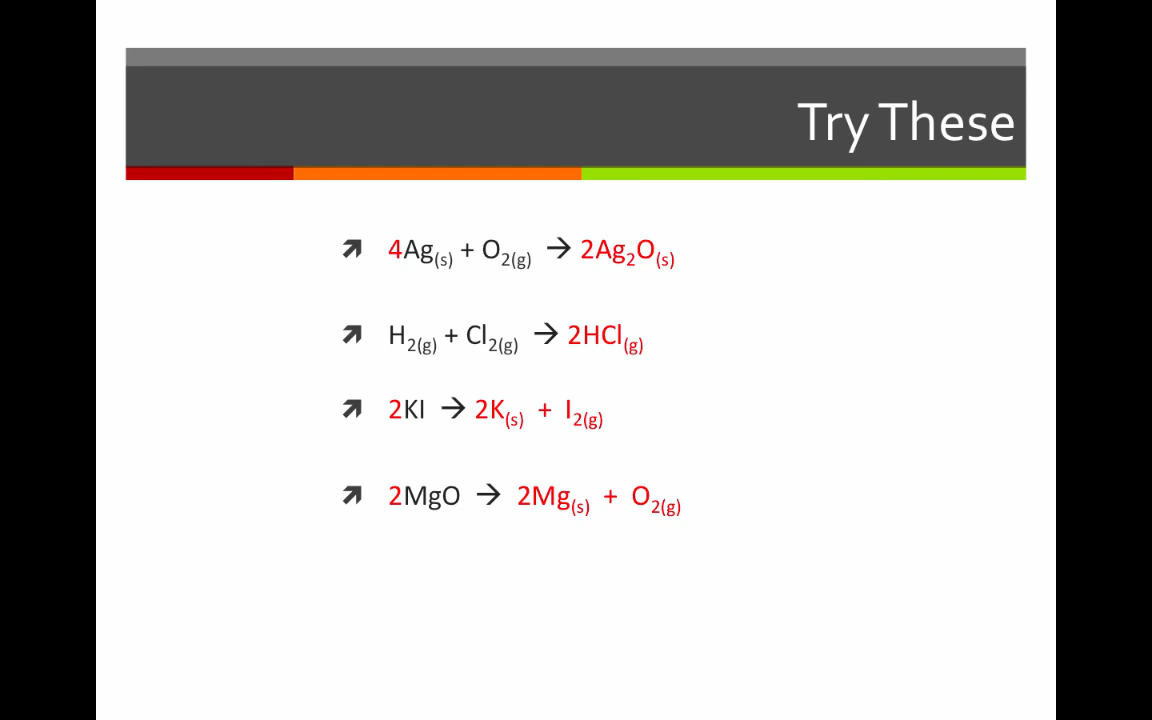 Try These
4Ag(s) + O2(g) → 2Ag2O(s)
H2(g) + Cl2(g) → 2HCl(g)
2KI → 2K(s) + I2(g)
2MgO → 2Mg(s) + O2(g)